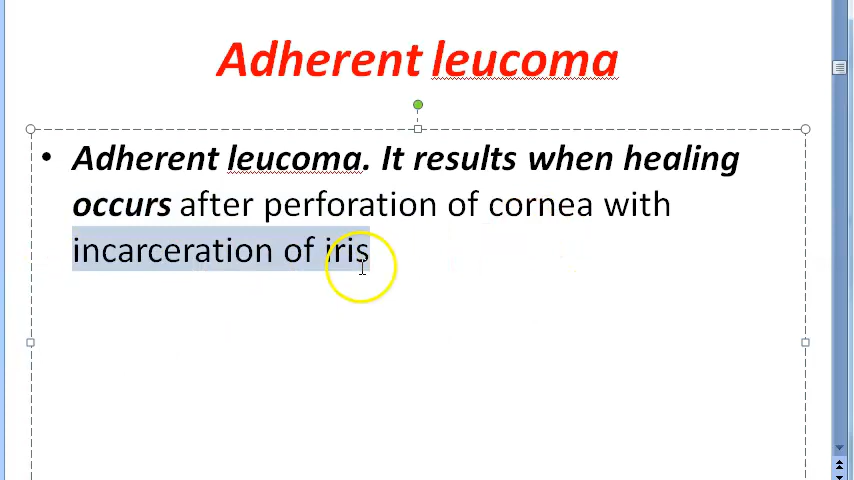 Adherent leucoma
• Adherent leucoma. It results when healing
occurs after perforation of cornea with
incarceration of iris